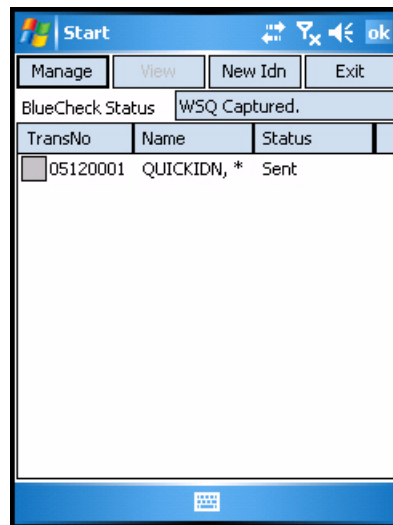 Start ok
Manage View New Idn Exit
BlueCheck Status WSQ Captured.
TransNo Name Status
05120001 QUICKIDN, * Sent